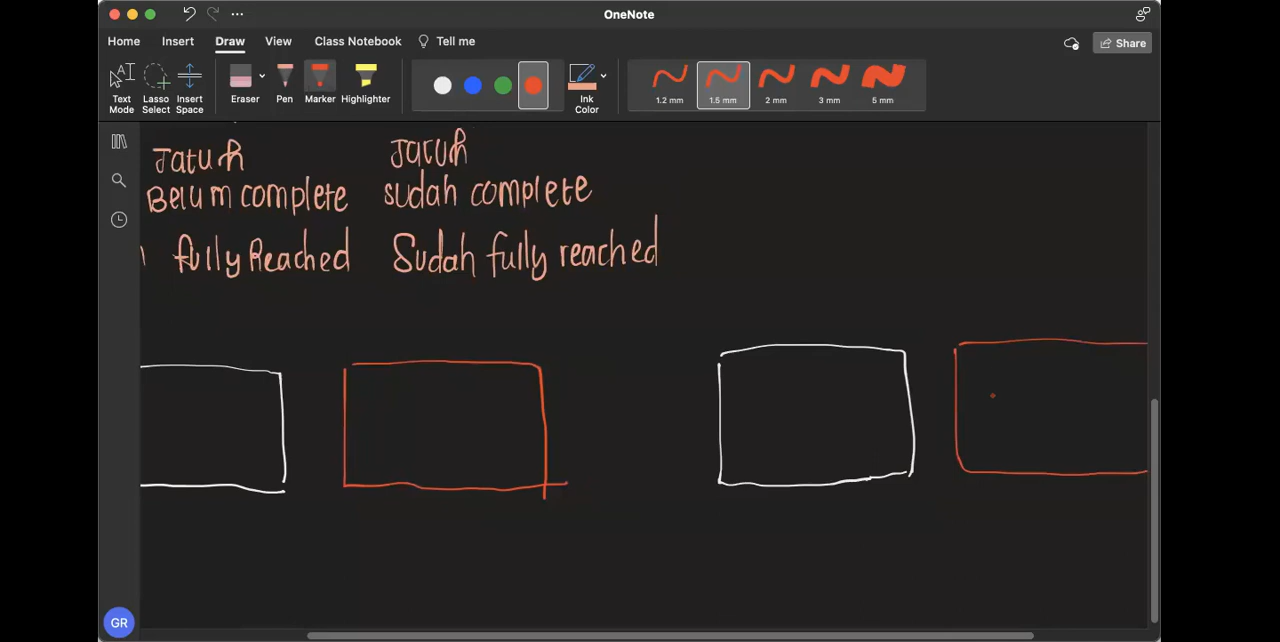 OneNote
Home Insert Draw View Class Notebook Tell me
Share
Text Mode
Lasso Select
Insert Space
Eraser
Pen
Marker
Highlighter
Ink Color
1.2 mm
1.5 mm
2 mm
3 mm
5 mm
Jatuh Jatuh
Belum complete Sudah complete
fully Reached Sudah fully reached
GR